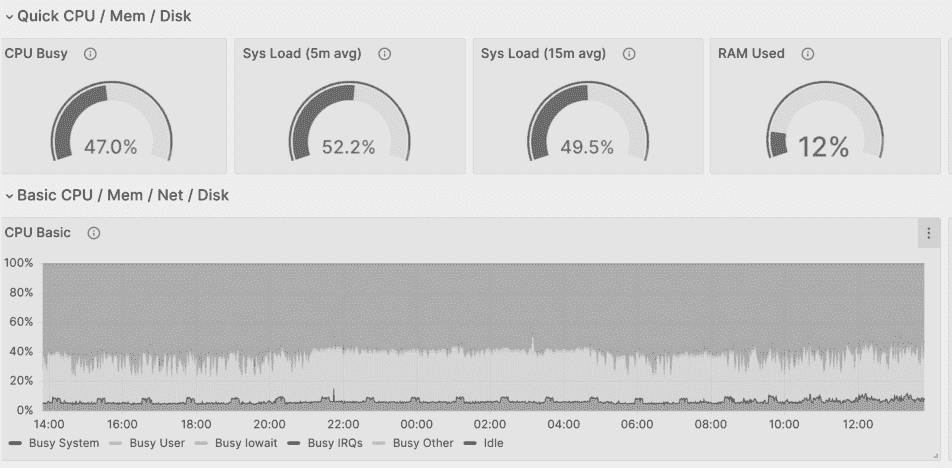 Quick CPU / Mem / Disk
CPU Busy
Sys Load (5m avg)
Sys Load (15m avg)
RAM Used
47.0%
52.2%
49.5%
12%
Basic CPU / Mem / Net / Disk
CPU Basic
100%
80%
60%
40%
20%
0%
14:00 16:00 18:00 20:00 22:00 00:00 02:00 04:00 06:00 08:00 10:00 12:00
Busy System Busy User Busy Iowait Busy IRQs Busy Other Idle